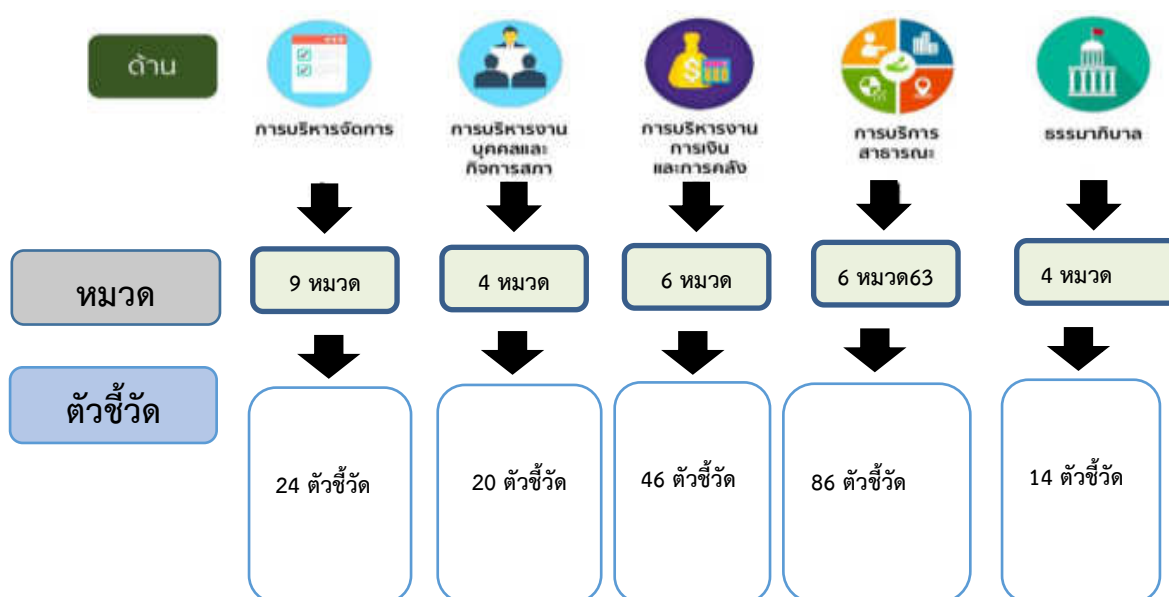 ด้าน
การบริหารจัดการ
การบริหารงาน
บุคคลและ
กิจการสภา
การบริหารงาน
การเงิน
และการคลัง
การบริการ
สาธารณะ
ธรรมาภิบาล
หมวด
9 หมวด
4 หมวด
6 หมวด
6 หมวด63
4 หมวด
ตัวชี้วัด
24 ตัวชี้วัด
20 ตัวชี้วัด
46 ตัวชี้วัด
86 ตัวชี้วัด
14 ตัวชี้วัด